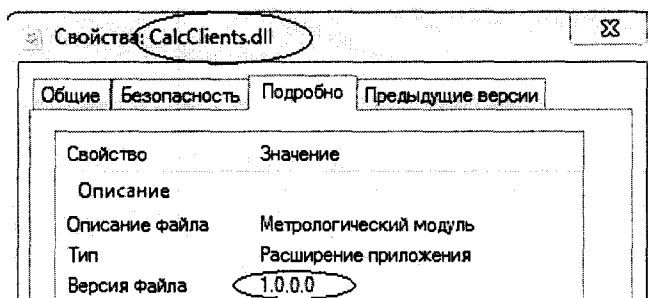 Свойства: CalcClients.dll
Общие Безопасность Подробно Предыдущие версии
Свойство Значение
Описание
Описание файла Метрологический модуль
Тип Расширение приложения
Версия файла 1.0.0.0